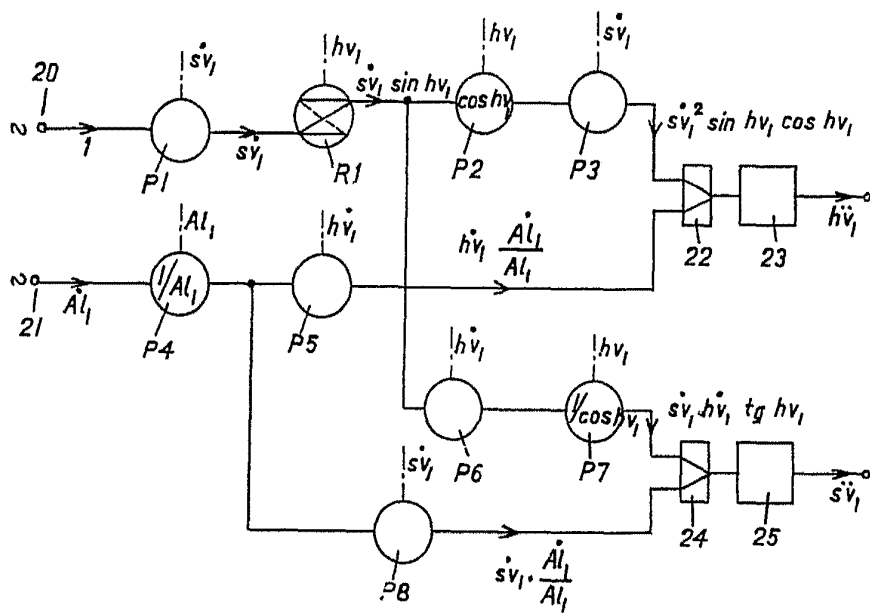 20
ṡv₁
hv₁
ṡv₁ sin hv₁
hv₁
ṡv₁
2
1
P1
ṡv₁
R1
cos hv₁
P2
P3
ṡv₁² sin hv₁ cos hv₁
Al₁
ḣv₁
ḣv₁ Ȧl₁/Al₁
22
23
ḧv₁
2
21
Ȧl₁
1/Al₁
P4
P5
ḣv₁
hv₁
P6
1/cos hv₁
P7
ṡv₁.ḣv₁ tg hv₁
ṡv₁
P8
ṡv₁. Ȧl₁/Al₁
24
25
s̈v₁